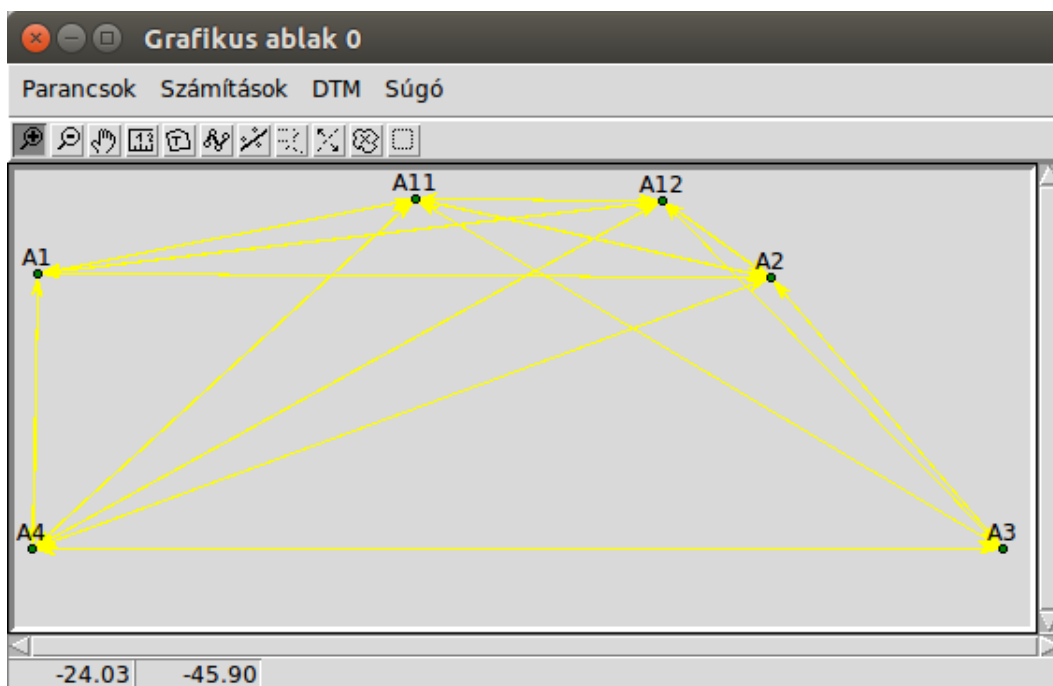 Grafikus ablak 0
Parancsok Számítások DTM Súgó
A11
A12
A1
A2
A4
A3
-24.03 -45.90